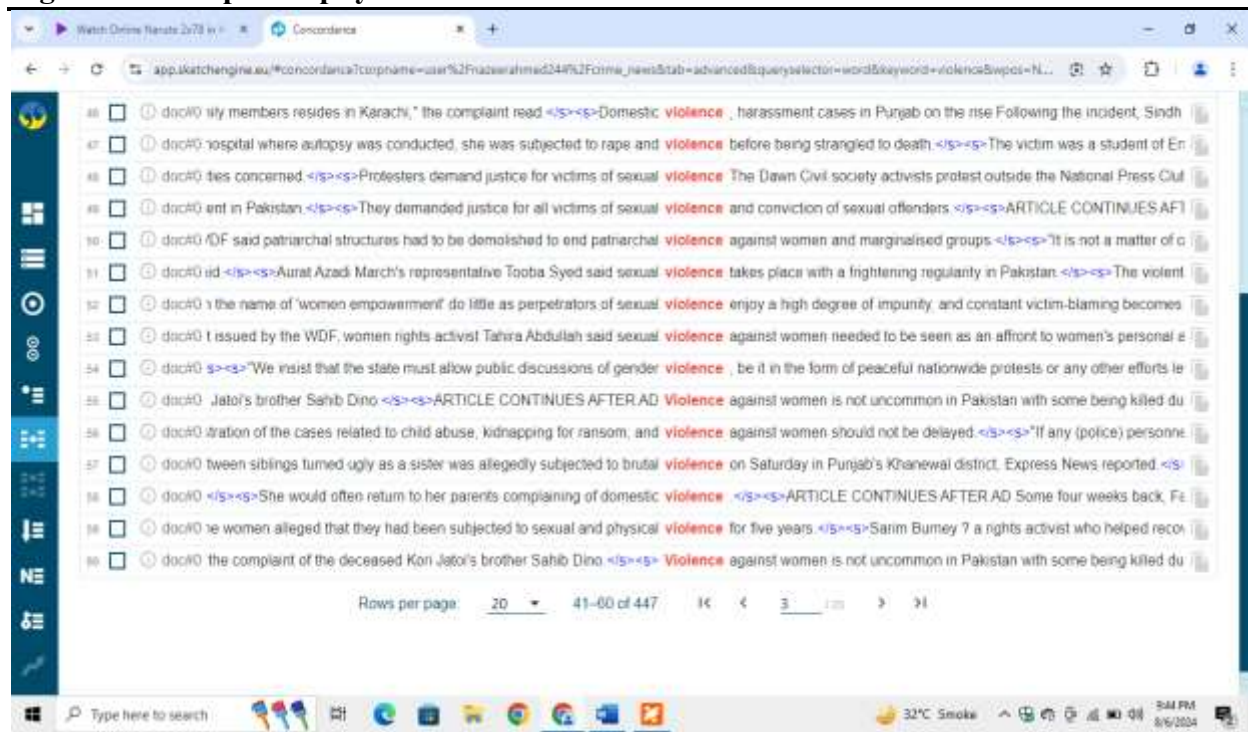 Watch Online Naruto 2x78 in
Concordance
app.sketchengine.eu/#concordance?corpname=user%2Fnazeerahmed24#%2Fcrime_news&tab=advanced&queryselector=word&keyword=violence&wpos=N...
46 doc#0 ily members resides in Karachi," the complaint read </s><s>Domestic violence , harassment cases in Punjab on the rise Following the incident, Sindh
47 doc#0 hospital where autopsy was conducted, she was subjected to rape and violence before being strangled to death.</s><s>The victim was a student of En
48 doc#0 ties concerned.</s><s>Protesters demand justice for victims of sexual violence The Dawn Civil society activists protest outside the National Press Club
49 doc#0 ent in Pakistan.</s><s>They demanded justice for all victims of sexual violence and conviction of sexual offenders.</s><s>ARTICLE CONTINUES AFT
50 doc#0 /DF said patriarchal structures had to be demolished to end patriarchal violence against women and marginalised groups.</s><s>"It is not a matter of c
51 doc#0 iid </s><s>Aurat Azadi March's representative Tooba Syed said sexual violence takes place with a frightening regularity in Pakistan.</s><s>The violent
52 doc#0 the name of 'women empowerment' do little as perpetrators of sexual violence enjoy a high degree of impunity, and constant victim-blaming becomes
53 doc#0 t issued by the WDF, women rights activist Tahira Abdullah said sexual violence against women needed to be seen as an affront to women's personal a
54 doc#0 s><s>"We insist that the state must allow public discussions of gender violence , be it in the form of peaceful nationwide protests or any other efforts le
55 doc#0 Jatoi's brother Sahib Dino.</s><s>ARTICLE CONTINUES AFTER AD Violence against women is not uncommon in Pakistan with some being killed du
56 doc#0 stration of the cases related to child abuse, kidnapping for ransom, and violence against women should not be delayed.</s><s>"If any (police) personne
57 doc#0 tween siblings turned ugly as a sister was allegedly subjected to brutal violence on Saturday in Punjab's Khanewal district, Express News reported.</s
58 doc#0 </s><s>She would often return to her parents complaining of domestic violence .</s><s>ARTICLE CONTINUES AFTER AD Some four weeks back, Fa
59 doc#0 ne women alleged that they had been subjected to sexual and physical violence for five years.</s><s>Sarim Burney ? a rights activist who helped recov
60 doc#0 the complaint of the deceased Kori Jatoi's brother Sahib Dino.</s><s> Violence against women is not uncommon in Pakistan with some being killed du
Rows per page: 20 41–60 of 447 3
Type here to search 32°C Smoke 9:44 PM
8/6/2024